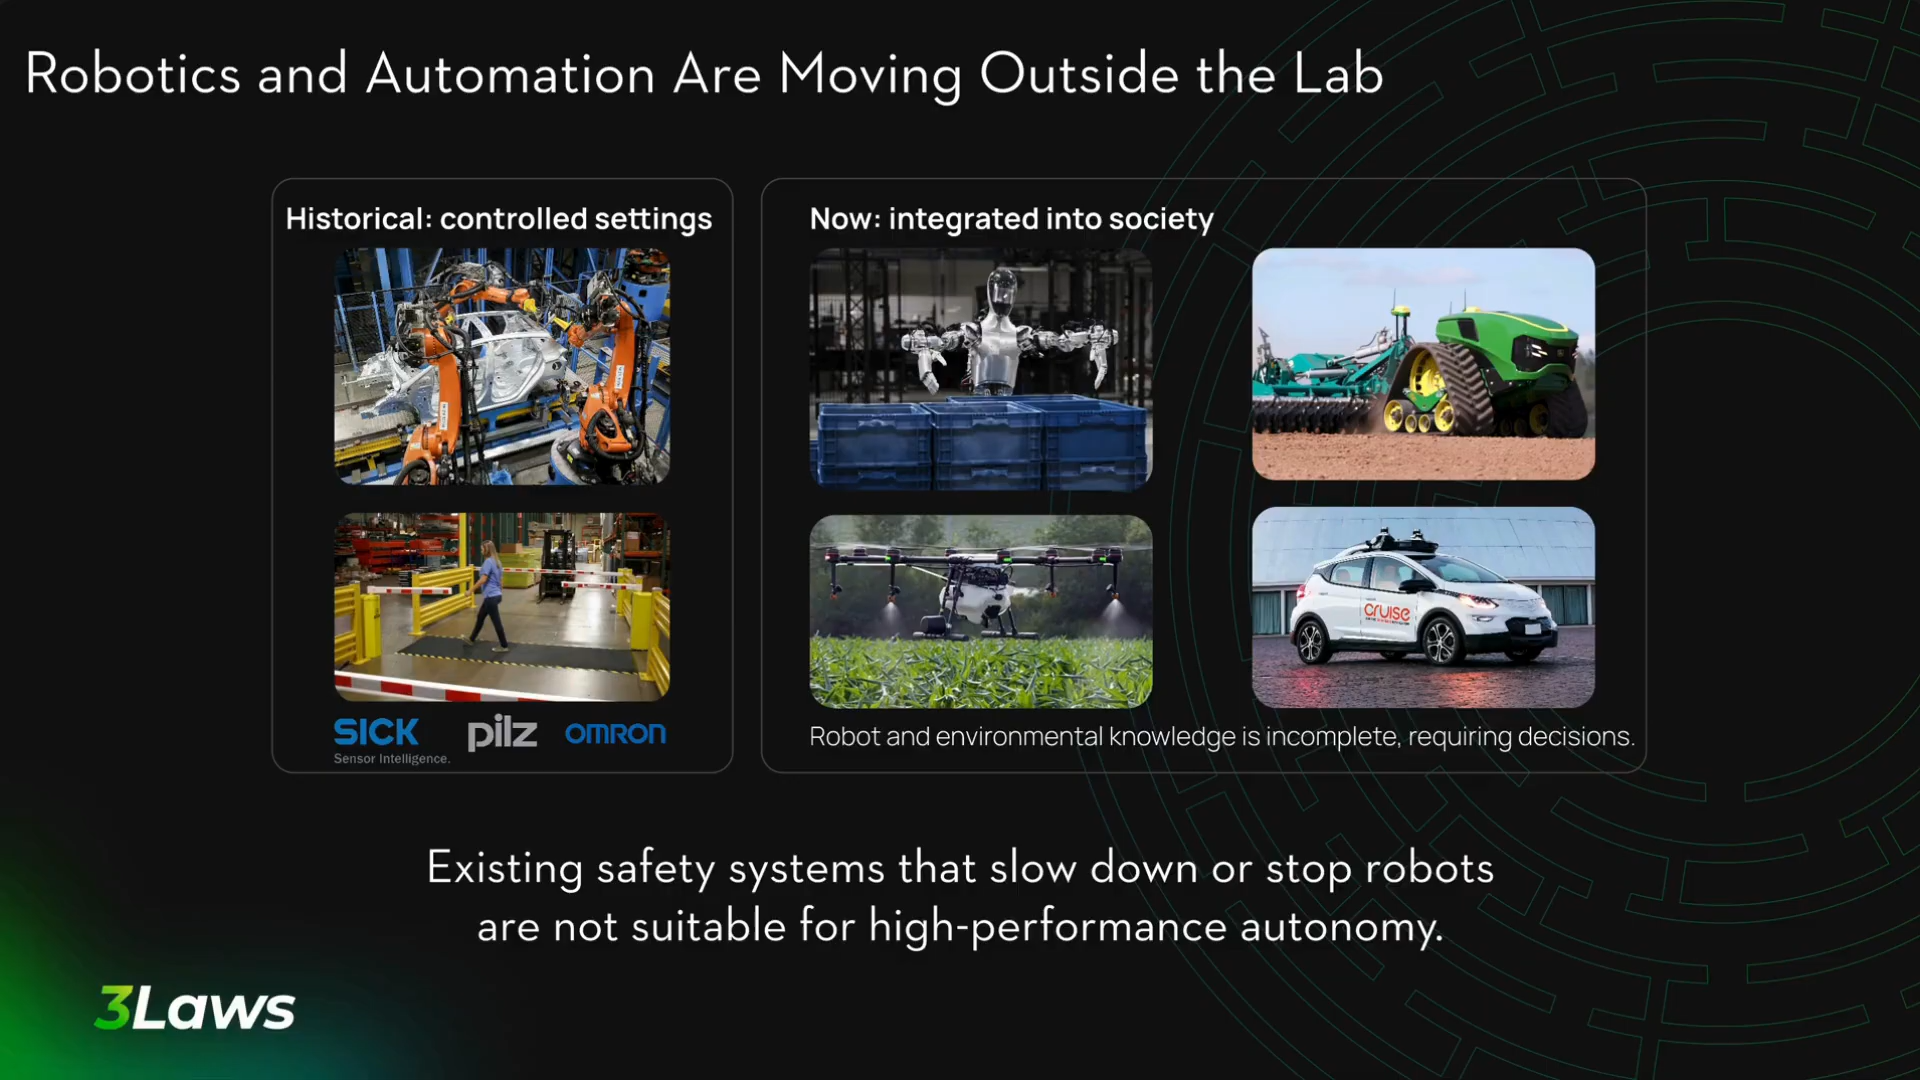 Robotics and Automation Are Moving Outside the Lab
Historical: controlled settings
SICK
Sensor Intelligence.
pilz
OMRON
Now: integrated into society
cruise
Robot and environmental knowledge is incomplete, requiring decisions.
Existing safety systems that slow down or stop robots
are not suitable for high-performance autonomy.
3Laws